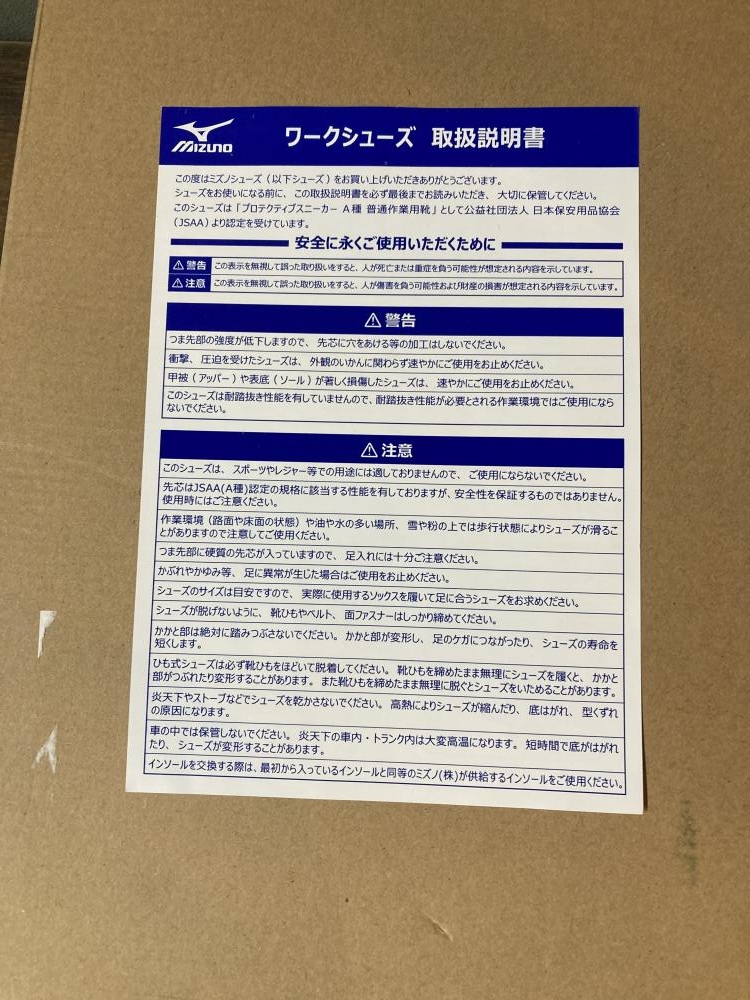 MIZUNO
ワークシューズ 取扱説明書
この度はミズノシューズ（以下シューズ）をお買い上げいただきありがとうございます。
シューズをお使いになる前に、この取扱説明書を必ず最後までお読みいただき、大切に保管してください。
このシューズは「プロテクティブスニーカー A種 普通作業用靴」として公益社団法人 日本保安用品協会
（JSAA）より認定を受けています。
安全に永くご使用いただくために
⚠警告 この表示を無視して誤った取り扱いをすると、人が死亡または重症を負う可能性が想定される内容を示しています。
⚠注意 この表示を無視して誤った取り扱いをすると、人が傷害を負う可能性および財産の損害が想定される内容を示しています。
⚠警告
つま先部の強度が低下しますので、先芯に穴をあける等の加工はしないでください。
衝撃、圧迫を受けたシューズは、外観のいかんに関わらず速やかにご使用をお止めください。
甲被（アッパー）や表底（ソール）が著しく損傷したシューズは、速やかにご使用をお止めください。
このシューズは耐踏抜き性能を有していませんので、耐踏抜き性能が必要とされる作業環境ではご使用になら
ないでください。
⚠注意
このシューズは、スポーツやレジャー等での用途には適しておりませんので、ご使用にならないでください。
先芯はJSAA(A種)認定の規格に該当する性能を有しておりますが、安全性を保証するものではありません。
使用時にはご注意ください。
作業環境（路面や床面の状態）や油や水の多い場所、雪や粉の上では歩行状態によりシューズが滑るこ
とがありますので注意してご使用ください。
つま先部に硬質の先芯が入っていますので、足入れには十分ご注意ください。
かぶれやかゆみ等、足に異常が生じた場合はご使用をお止めください。
シューズのサイズは目安ですので、実際に使用するソックスを履いて足に合うシューズをお求めください。
シューズが脱げないように、靴ひもやベルト、面ファスナーはしっかり締めてください。
かかと部は絶対に踏みつぶさないでください。かかと部が変形し、足のケガにつながったり、シューズの寿命を
短くします。
ひも式シューズは必ず靴ひもをほどいて脱着してください。靴ひもを締めたまま無理にシューズを履くと、かかと
部がつぶれたり変形することがあります。また靴ひもを締めたまま無理に脱ぐとシューズをいためることがあります。
炎天下やストーブなどでシューズを乾かさないでください。高熱によりシューズが縮んだり、底はがれ、型くずれ
の原因になります。
車の中では保管しないでください。炎天下の車内・トランク内は大変高温になります。短時間で底がはがれ
たり、シューズが変形することがあります。
インソールを交換する際は、最初から入っているインソールと同等のミズノ(株)が供給するインソールをご使用ください。